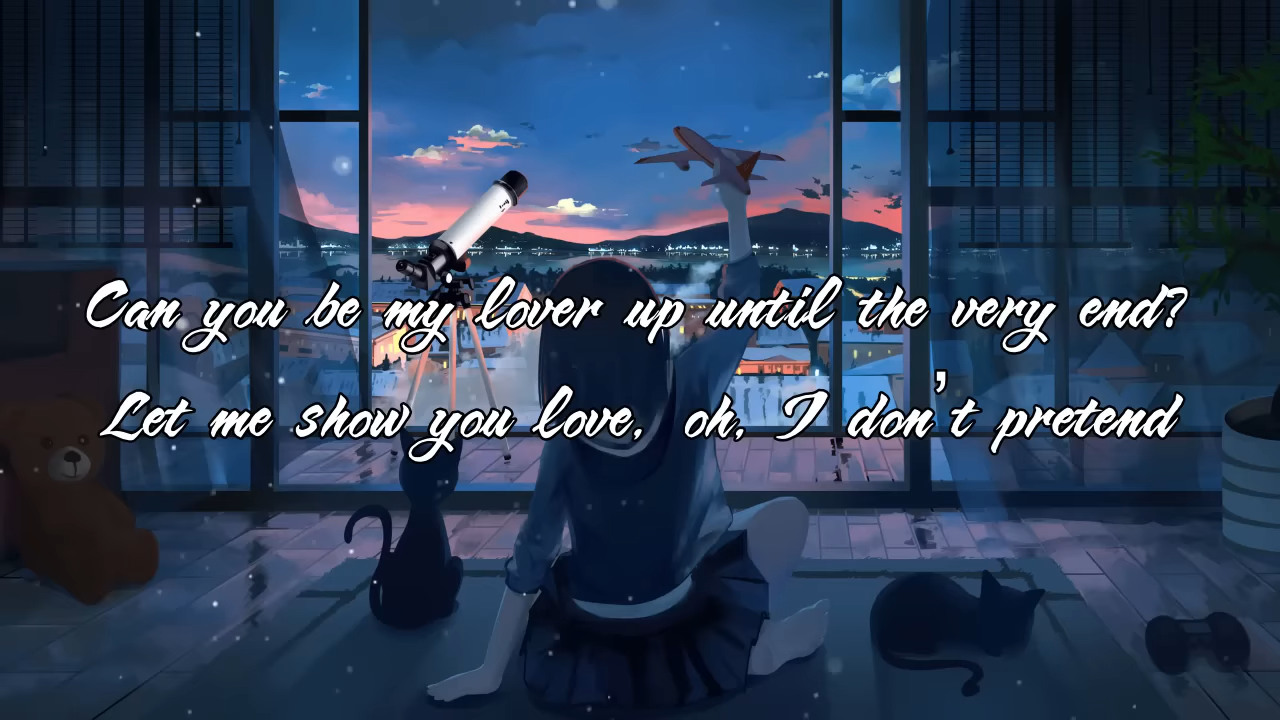 Can you be my lover up until the very end?
Let me show you love, oh, I don't pretend